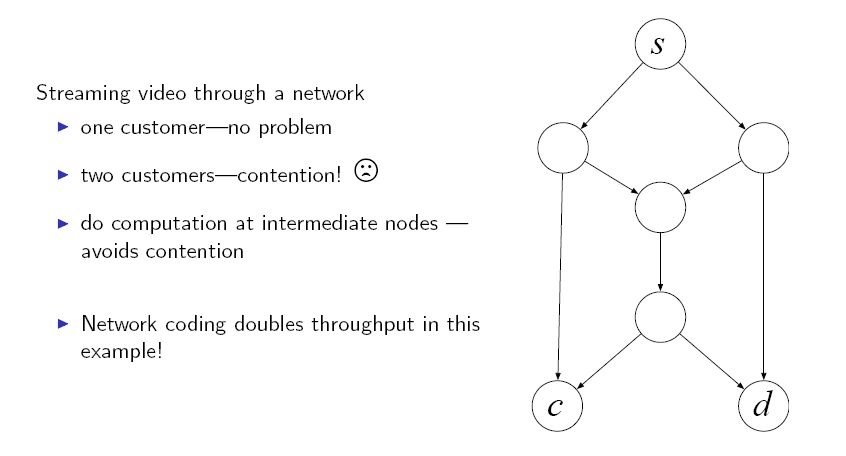 Streaming video through a network
one customer—no problem
two customers—contention! ☹
do computation at intermediate nodes —
avoids contention
Network coding doubles throughput in this
example!
s
c
d